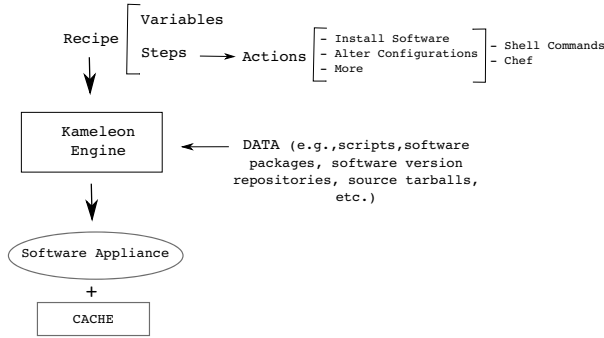 Recipe
Variables
Steps
Actions
- Install Software
- Alter Configurations
- More
- Shell Commands
- Chef
Kameleon
Engine
DATA (e.g.,scripts,software
packages, software version
repositories, source tarballs,
etc.)
Software Appliance
+
CACHE